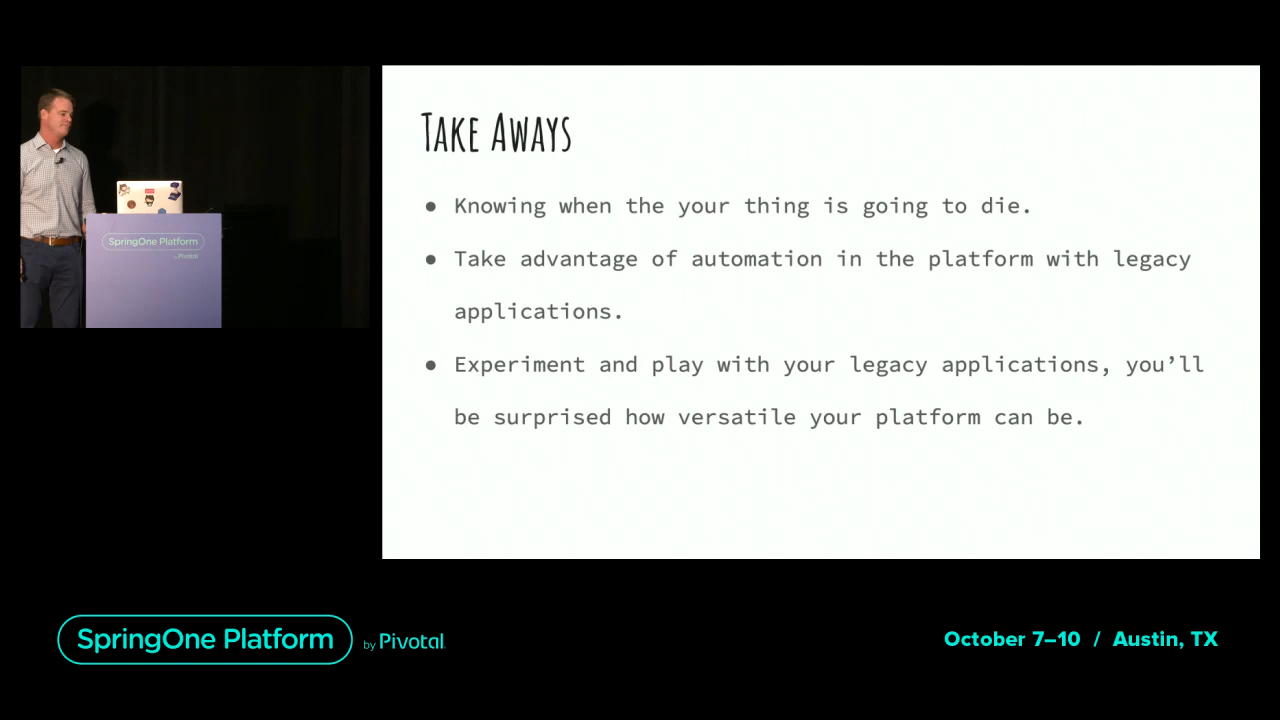 SpringOne Platform
by Pivotal
Take Aways
● Knowing when the your thing is going to die.
● Take advantage of automation in the platform with legacy
applications.
● Experiment and play with your legacy applications, you’ll
be surprised how versatile your platform can be.
SpringOne Platform by Pivotal
October 7–10 / Austin, TX